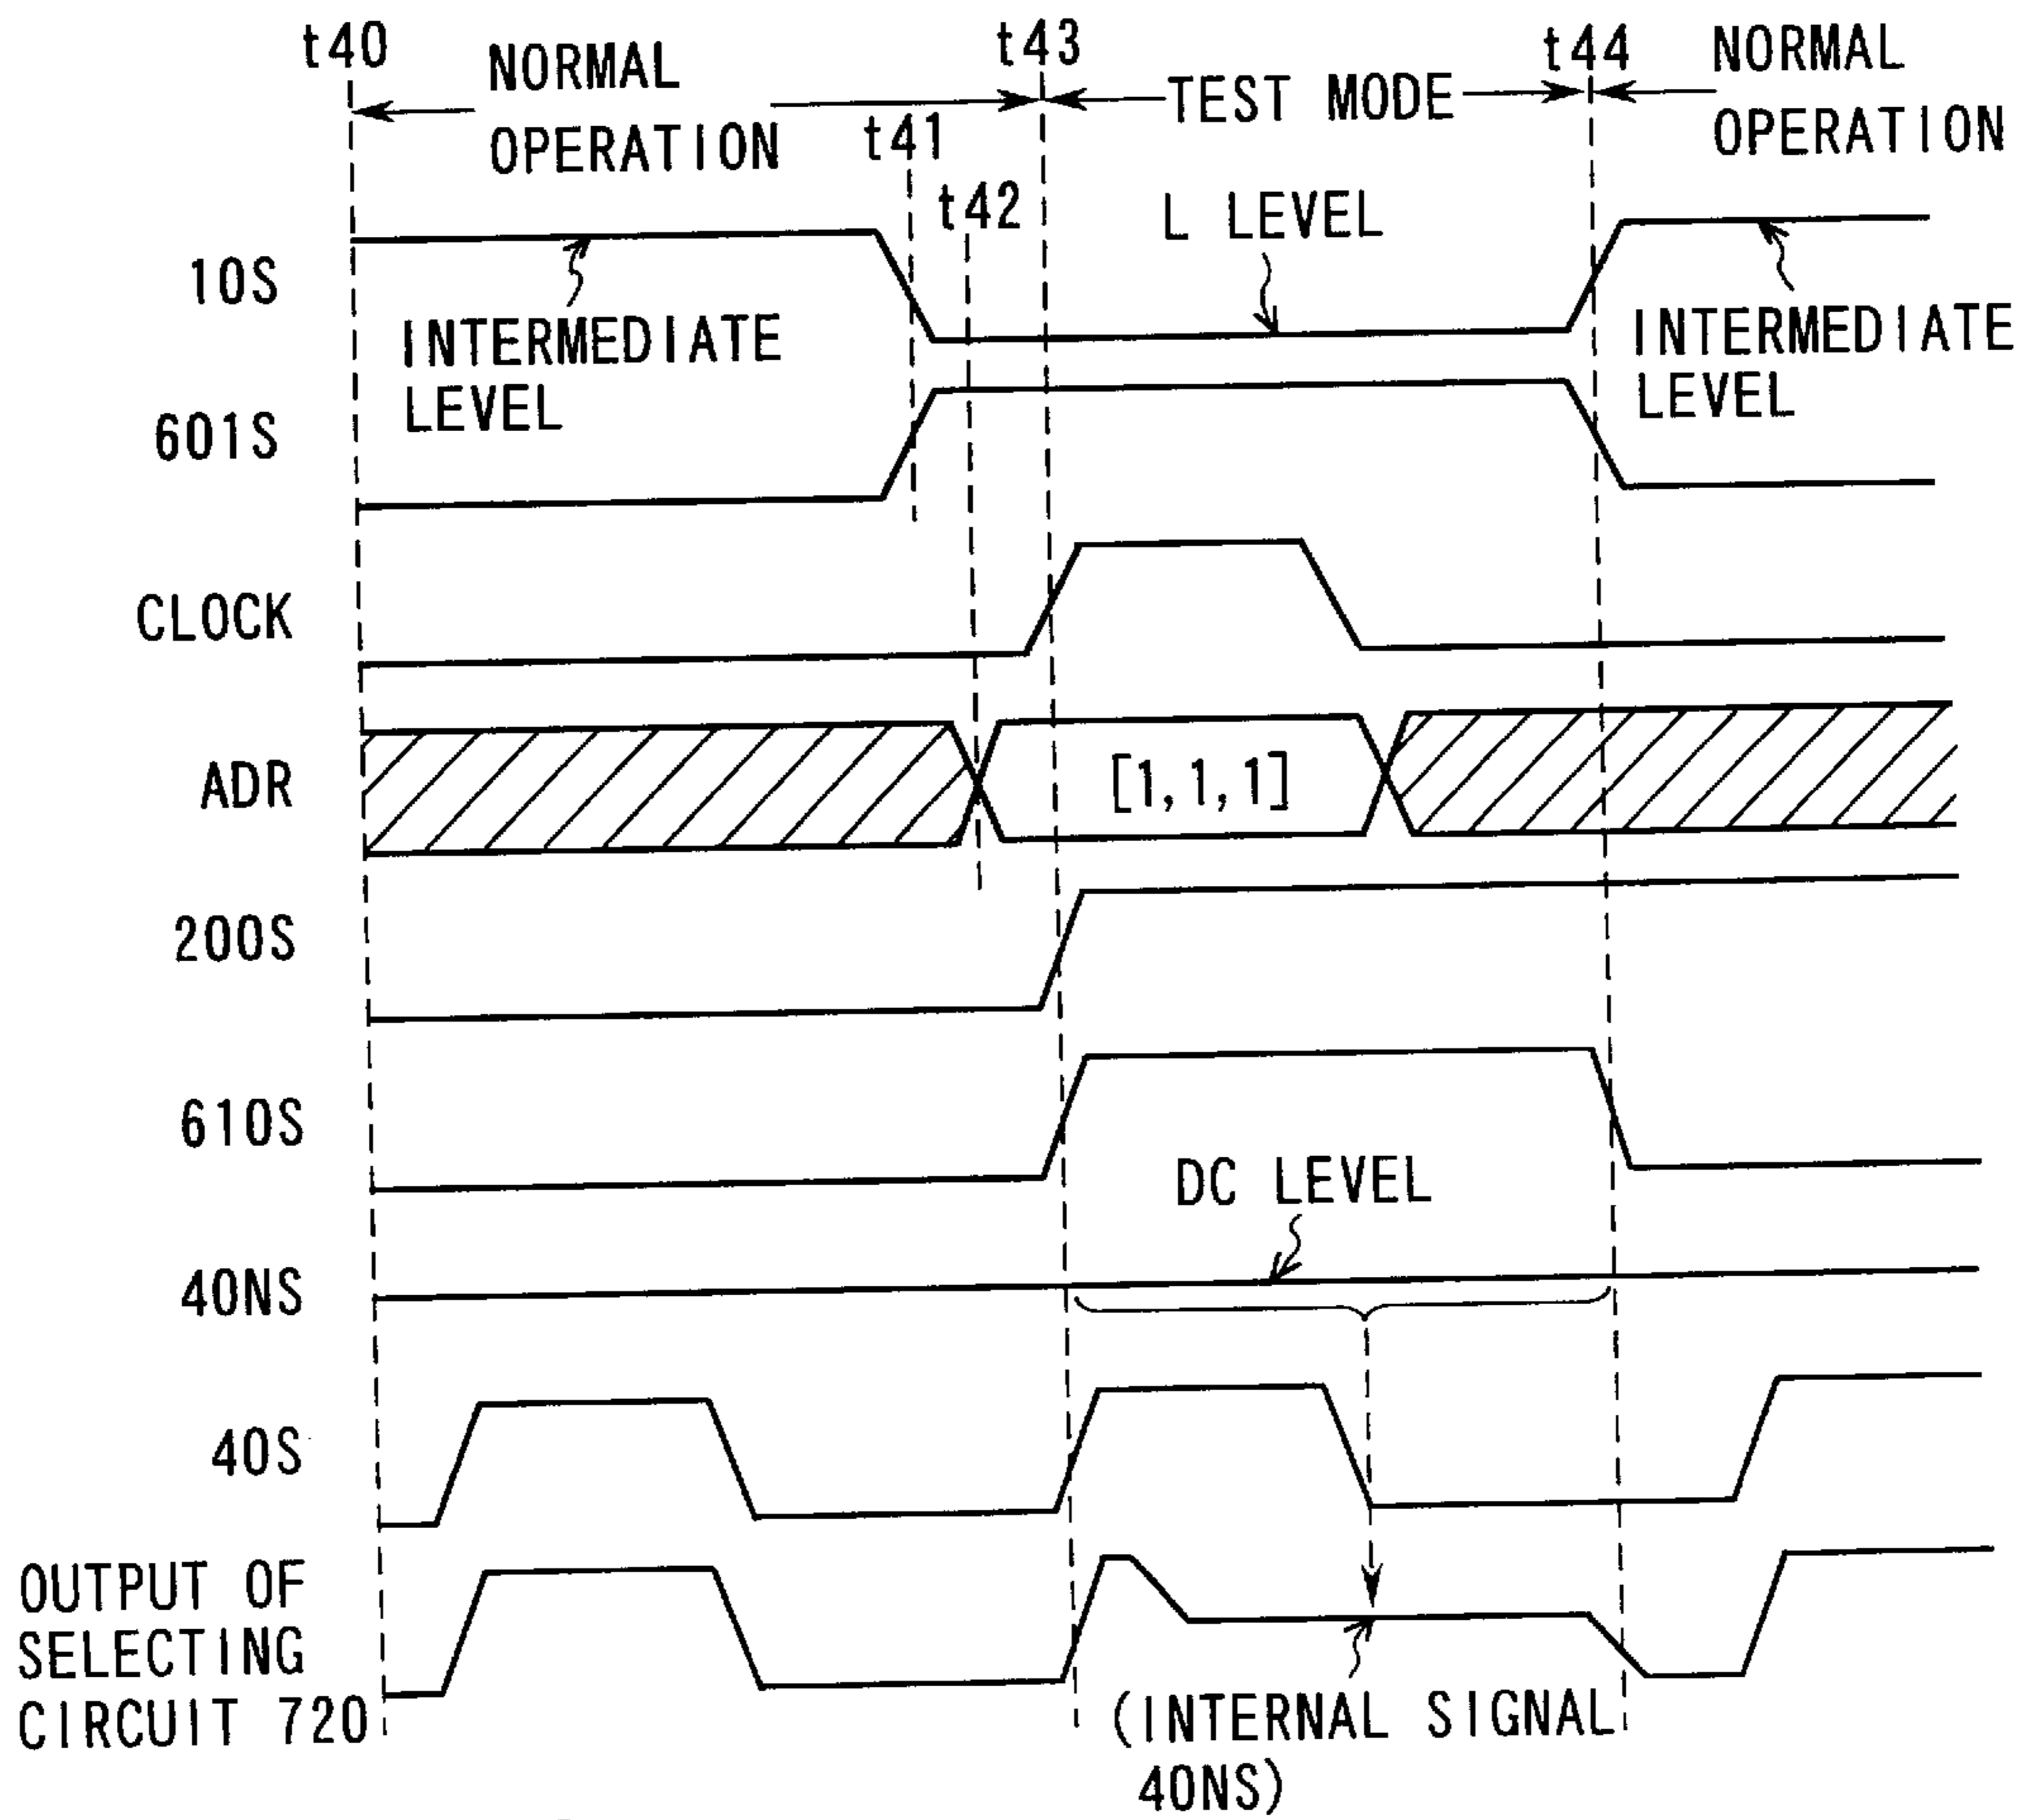 t40
NORMAL
OPERATION
t41
t42
t43
TEST MODE
t44
NORMAL
OPERATION
10S
INTERMEDIATE
LEVEL
L LEVEL
INTERMEDIATE
LEVEL
601S
CLOCK
ADR
[1,1,1]
200S
610S
DC LEVEL
40NS
40S
OUTPUT OF
SELECTING
CIRCUIT 720
(INTERNAL SIGNAL
40NS)